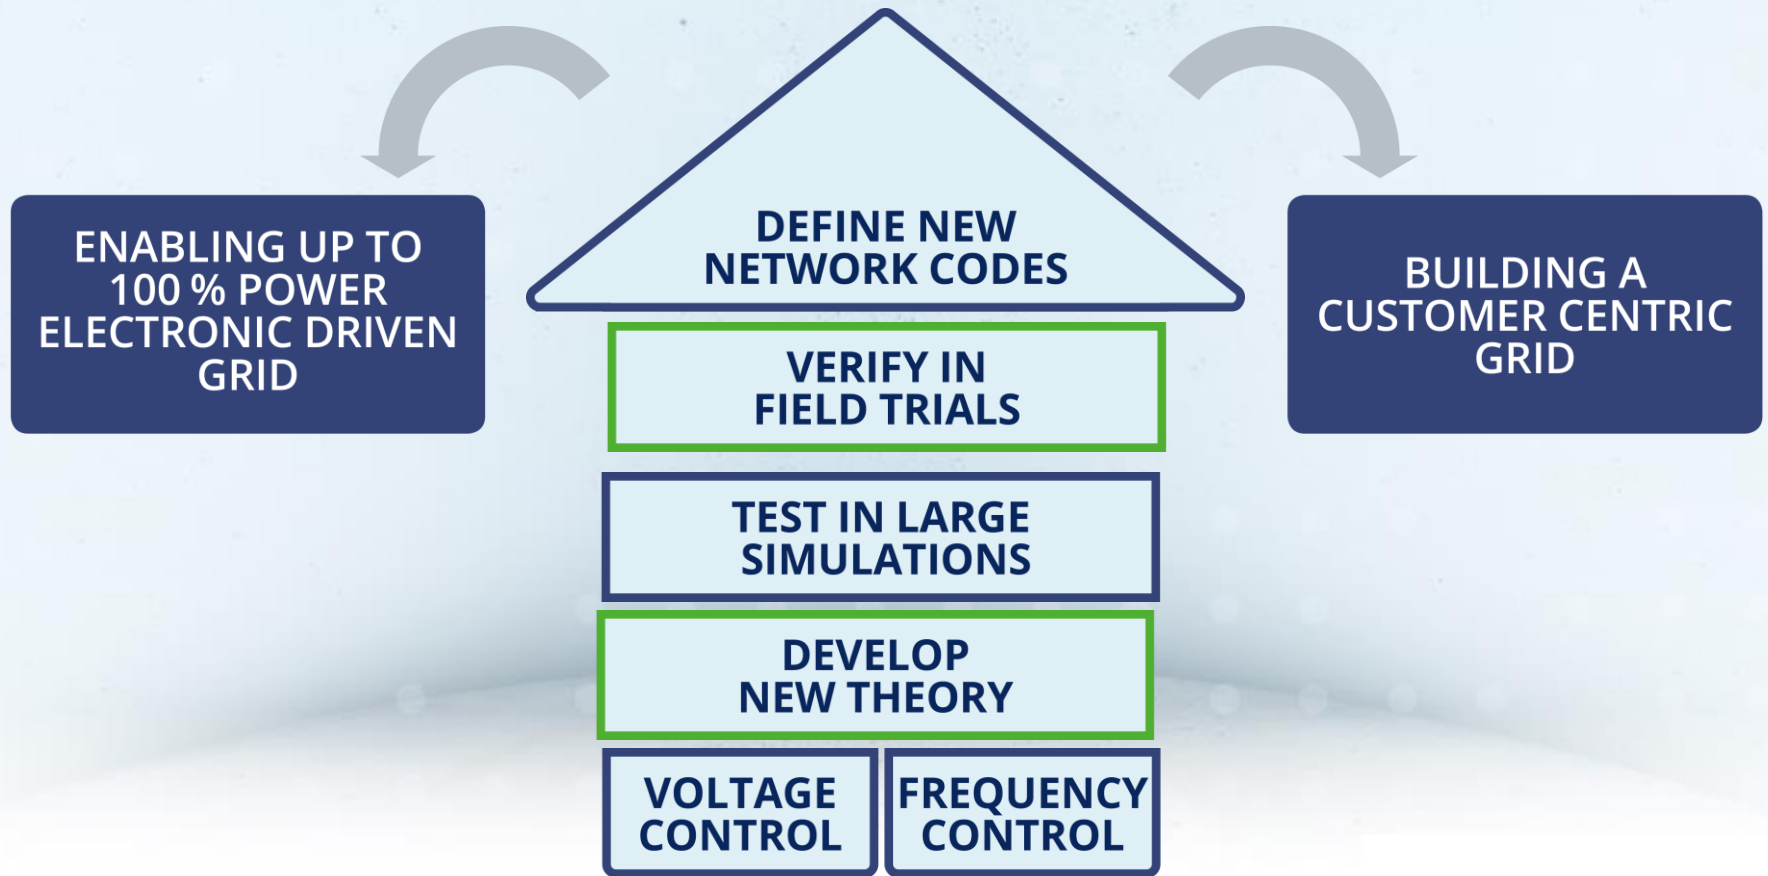 DEFINE NEW
NETWORK CODES
ENABLING UP TO
100 % POWER
ELECTRONIC DRIVEN
GRID
BUILDING A
CUSTOMER CENTRIC
GRID
VERIFY IN
FIELD TRIALS
TEST IN LARGE
SIMULATIONS
DEVELOP
NEW THEORY
VOLTAGE
CONTROL
FREQUENCY
CONTROL